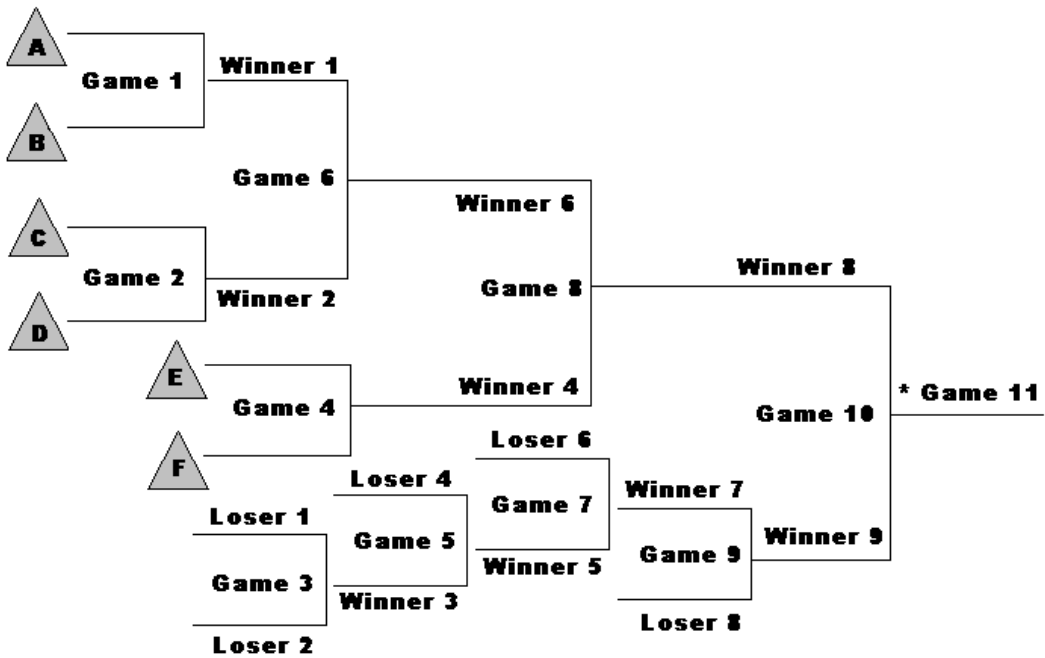 A
Game 1
Winner 1
B
Game 6
Winner 6
C
Game 2
Winner 2
D
Game 8
Winner 8
E
Game 4
Winner 4
F
Game 10
* Game 11
Loser 6
Loser 4
Game 7
Winner 7
Loser 1
Game 5
Winner 5
Game 9
Winner 9
Game 3
Winner 3
Loser 8
Loser 2